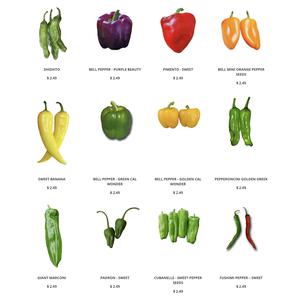 SHISHITO
BELL PEPPER - PURPLE BEAUTY
PIMENTO - SWEET
BELL MINI ORANGE PEPPER
SEEDS
$ 2.49
$ 2.49
$ 2.49
$ 2.49
SWEET BANANA
BELL PEPPER - GREEN CAL
WONDER
BELL PEPPER - GOLDEN CAL
WONDER
PEPPERONCINI GOLDEN GREEK
$ 2.49
$ 2.49
$ 2.49
$ 2.49
GIANT MARCONI
PADRON - SWEET
CUBANELLE - SWEET PEPPER
SEEDS
FUSHIMI PEPPER - SWEET
$ 2.49
$ 2.49
$ 2.49
$ 2.49